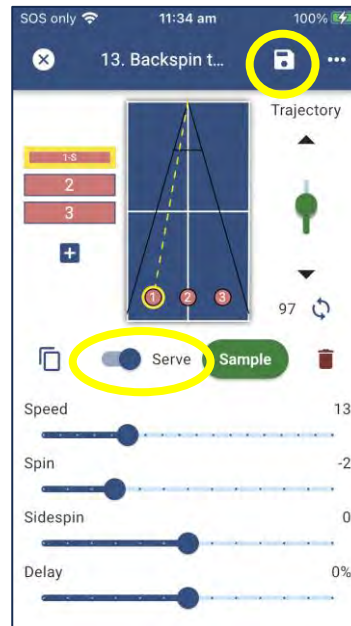 SOS only 11:34 am 100%
13. Backspin t...
Trajectory
1-S
2
3
1 2 3
97
Serve Sample
Speed 13
Spin -2
Sidespin 0
Delay 0%